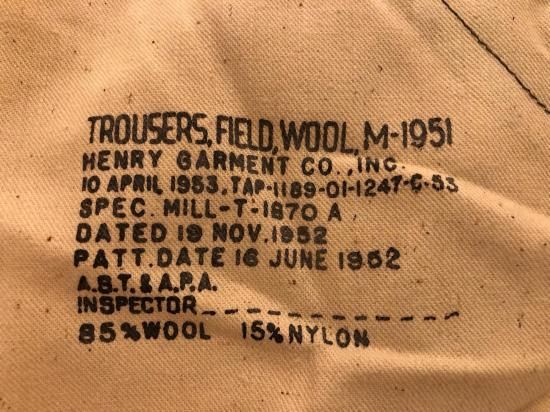 TROUSERS, FIELD, WOOL, M-1951
HENRY GARMENT CO., INC.
10 APRIL 1953, TAP-1189-01-1247-C-53
SPEC. MILL-T-1870 A
DATED 19 NOV. 1952
PATT. DATE 16 JUNE 1952
A.S.T. & A.P.A.
INSPECTOR_ _ _ _ _ _ _ _ _ _ _ _
85% WOOL 15% NYLON